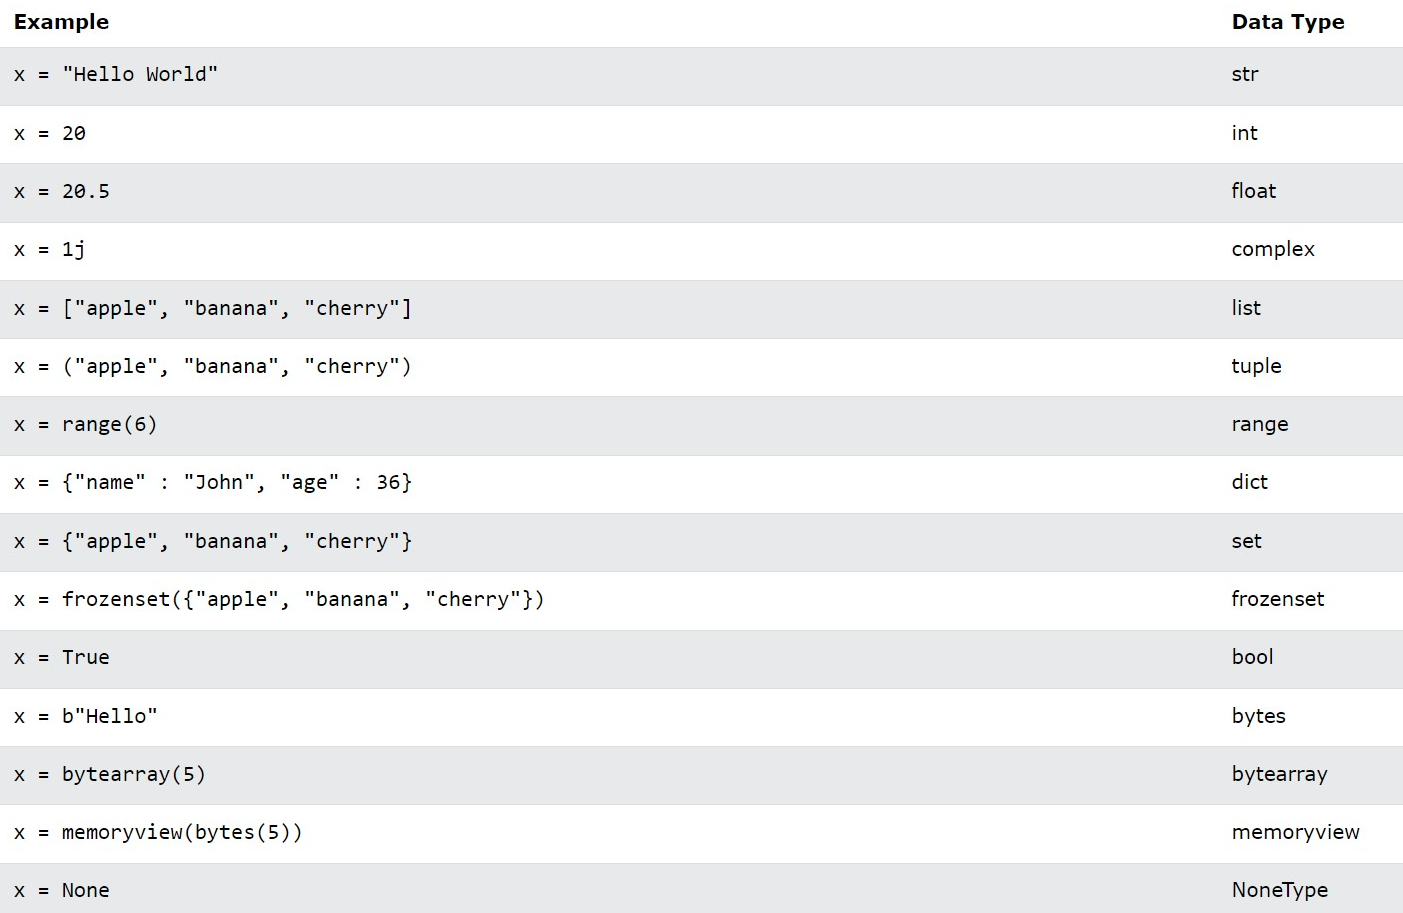 Example Data Type
x = "Hello World" str
x = 20 int
x = 20.5 float
x = 1j complex
x = ["apple", "banana", "cherry"] list
x = ("apple", "banana", "cherry") tuple
x = range(6) range
x = {"name" : "John", "age" : 36} dict
x = {"apple", "banana", "cherry"} set
x = frozenset({"apple", "banana", "cherry"}) frozenset
x = True bool
x = b"Hello" bytes
x = bytearray(5) bytearray
x = memoryview(bytes(5)) memoryview
x = None NoneType